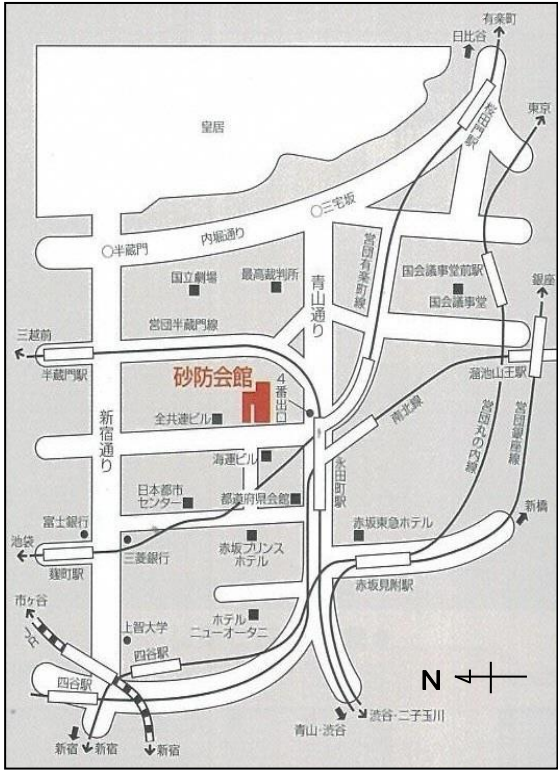 有楽町
日比谷
桜田門駅
東京
皇居
三宅坂
内堀通り
半蔵門
国立劇場
最高裁判所
青山通り
営団有楽町線
国会議事堂前駅
国会議事堂
銀座
営団半蔵門線
三越前
半蔵門駅
砂防会館
4番出口
溜池山王駅
南北線
営団丸の内線
営団銀座線
新宿通り
全共連ビル
海運ビル
永田町駅
日本都市
センター
都道府県会館
富士銀行
三菱銀行
赤坂プリンス
ホテル
赤坂東急ホテル
新橋
池袋
麹町駅
赤坂見附駅
市ヶ谷
JR
上智大学
ホテル
ニューオータニ
四谷駅
四谷駅
N
新宿
新宿
新宿
青山・渋谷
渋谷・二子玉川